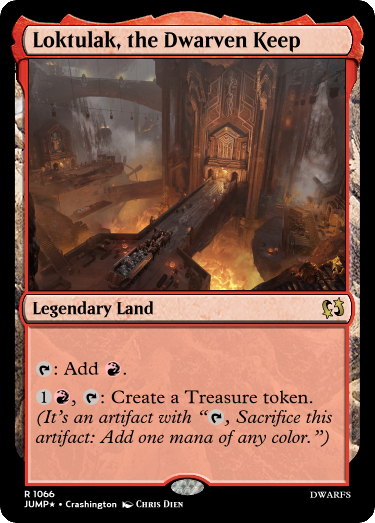 Loktulak, the Dwarven Keep
Legendary Land
: Add .
1 , : Create a Treasure token.
(It's an artifact with “, Sacrifice this
artifact: Add one mana of any color.”)
R 1066
DWARFS
JUMP★ • Crashington Chris Dien